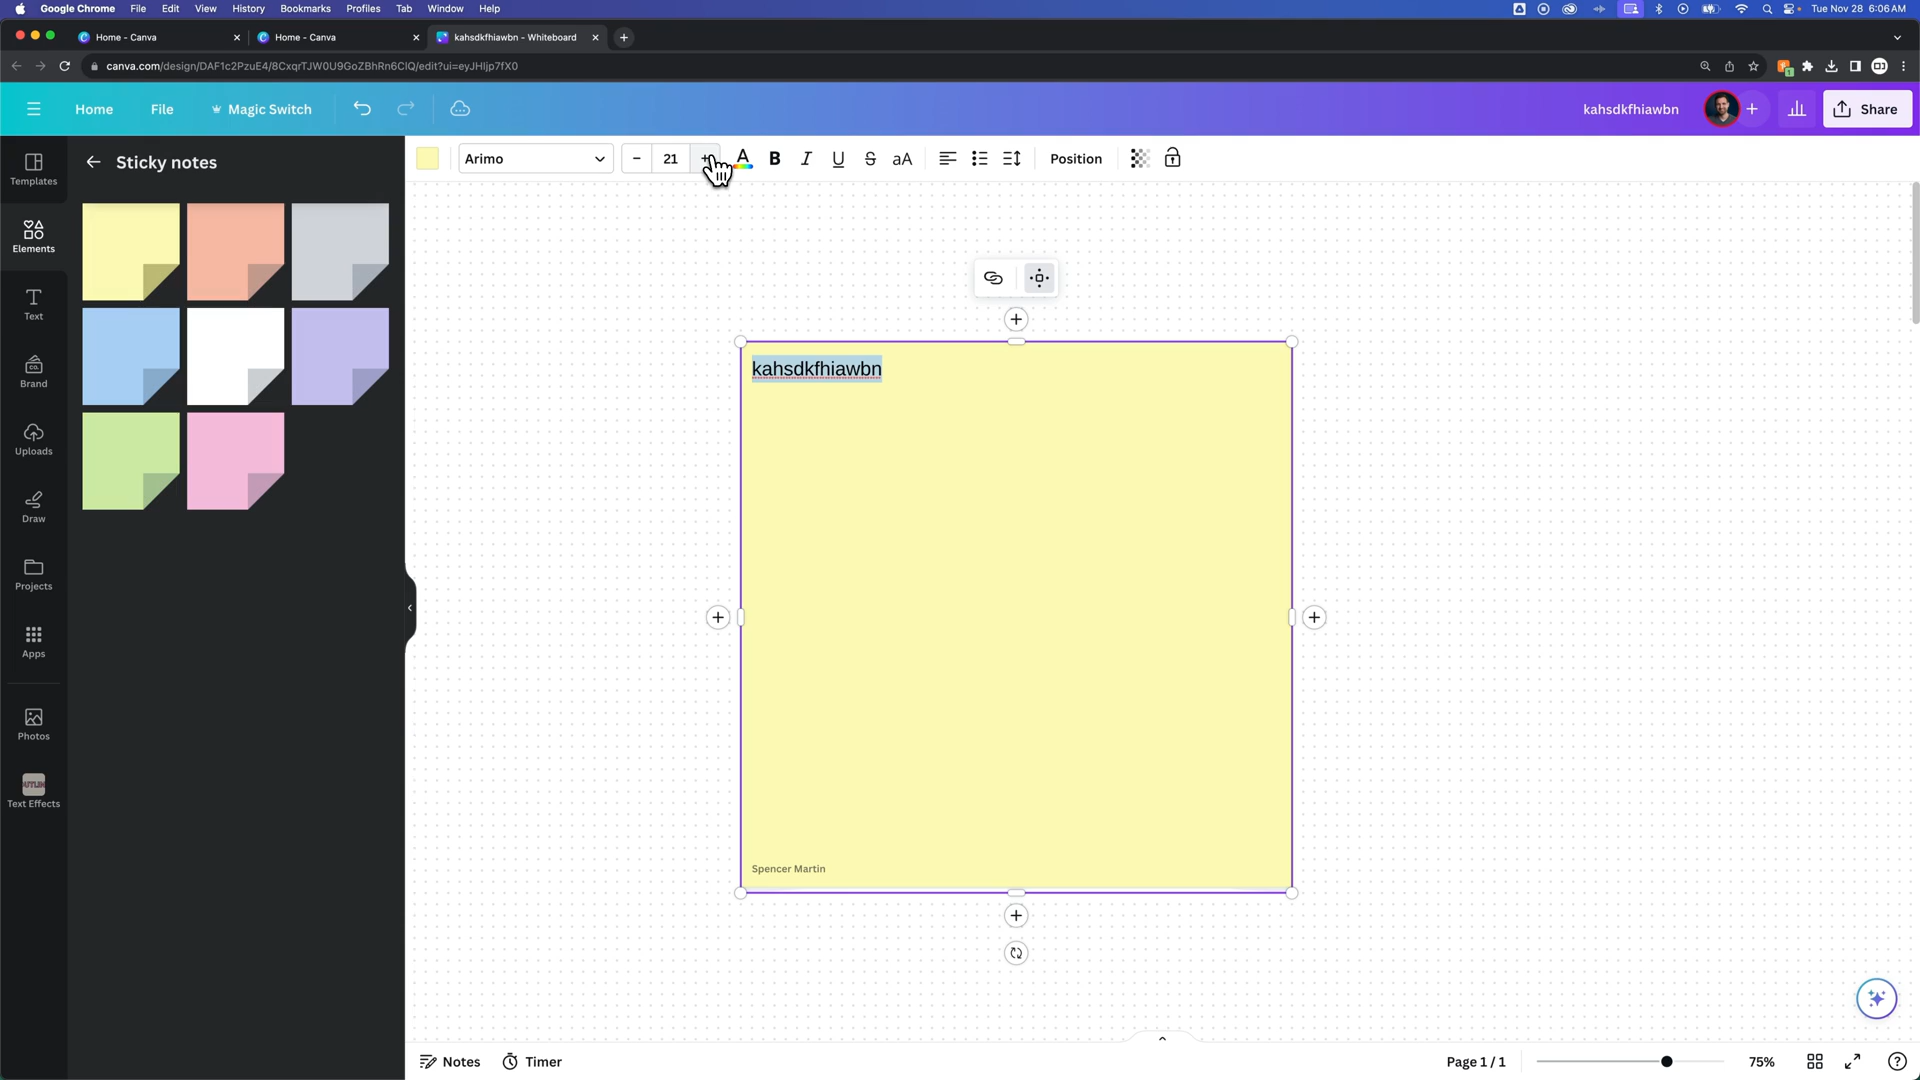 Google Chrome File Edit View History Bookmarks Profiles Tab Window Help Tue Nov 28 6:06 AM
Home - Canva Home - Canva kahsdkfhiawbn - Whiteboard
canva.com/design/DAF1c2PzuE4/8CxqrTJW0U9GoZBhRn6ClQ/edit?ui=eyJHIjp7fX0
Home File Magic Switch kahsdkfhiawbn Share
Sticky notes
Arimo 21 A B I U S aA Position
Templates
Elements
Text
Brand
Uploads
Draw
Projects
Apps
Photos
Text Effects
kahsdkfhiawbn
Spencer Martin
Notes Timer Page 1 / 1 75%